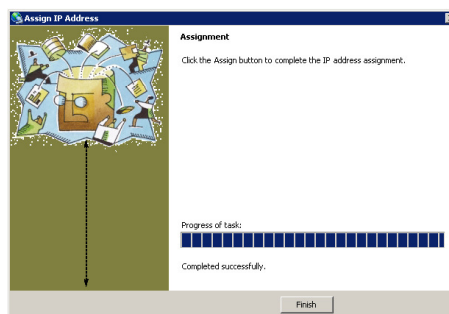 Assign IP Address
Assignment
Click the Assign button to complete the IP address assignment.
Progress of task:
Completed successfully.
Finish